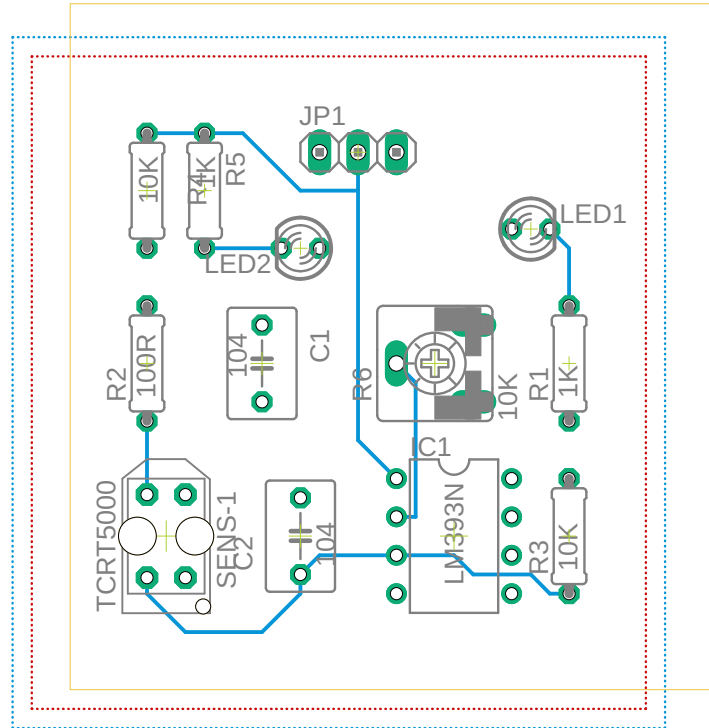 JP1
10K
R4
1K
R5
LED1
LED2
R2
100R
104
C1
R6
10K
R1
1K
IC1
TCRT5000
SENS-1
C2
104
LM393N
R3
10K